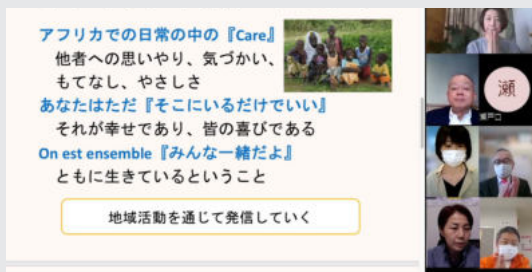 アフリカでの日常の中の『Care』
他者への思いやり、気づかい、
もてなし、やさしさ
あなたはただ『そこにいるだけでいい』
それが幸せであり、皆の喜びである
On est ensemble『みんな一緒だよ』
ともに生きているということ
地域活動を通じて発信していく
瀬
瀬戸口